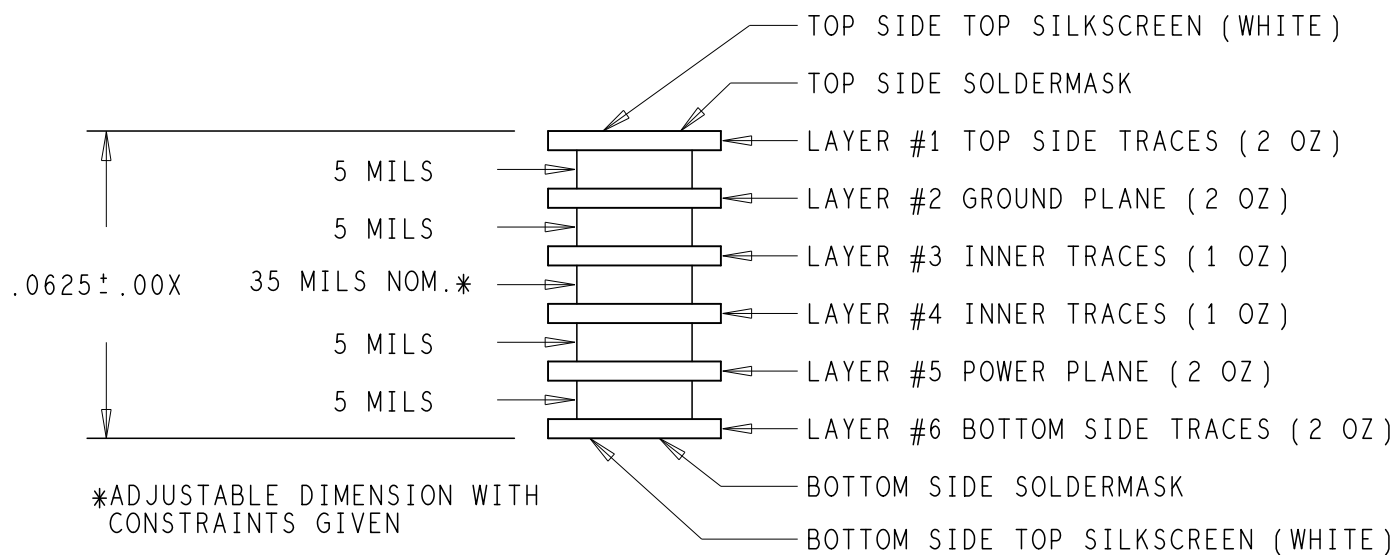 TOP SIDE TOP SILKSCREEN (WHITE)
TOP SIDE SOLDERMASK
LAYER #1 TOP SIDE TRACES (2 OZ)
5 MILS
LAYER #2 GROUND PLANE (2 OZ)
5 MILS
LAYER #3 INNER TRACES (1 OZ)
.0625±.00X
35 MILS NOM.*
LAYER #4 INNER TRACES (1 OZ)
5 MILS
LAYER #5 POWER PLANE (2 OZ)
5 MILS
LAYER #6 BOTTOM SIDE TRACES (2 OZ)
*ADJUSTABLE DIMENSION WITH
CONSTRAINTS GIVEN
BOTTOM SIDE SOLDERMASK
BOTTOM SIDE TOP SILKSCREEN (WHITE)